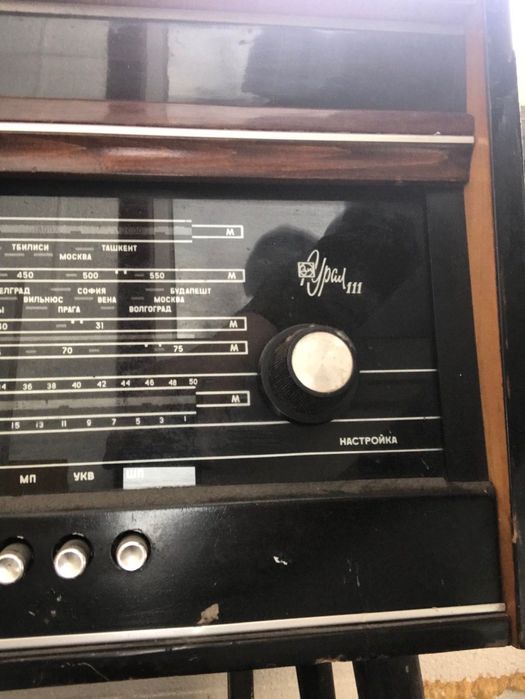 М
ТБИЛИСИ ТАШКЕНТ
МОСКВА
450 500 550 М
СОФИЯ БУДАПЕШТ
ВИЛЬНЮС ВЕНА МОСКВА
ПРАГА ВОЛГОГРАД
31 М
70 75 М
36 38 40 42 44 46 48 50
М
15 13 11 9 7 5 3 1
Урал 111
НАСТРОЙКА
МП УКВ ШП